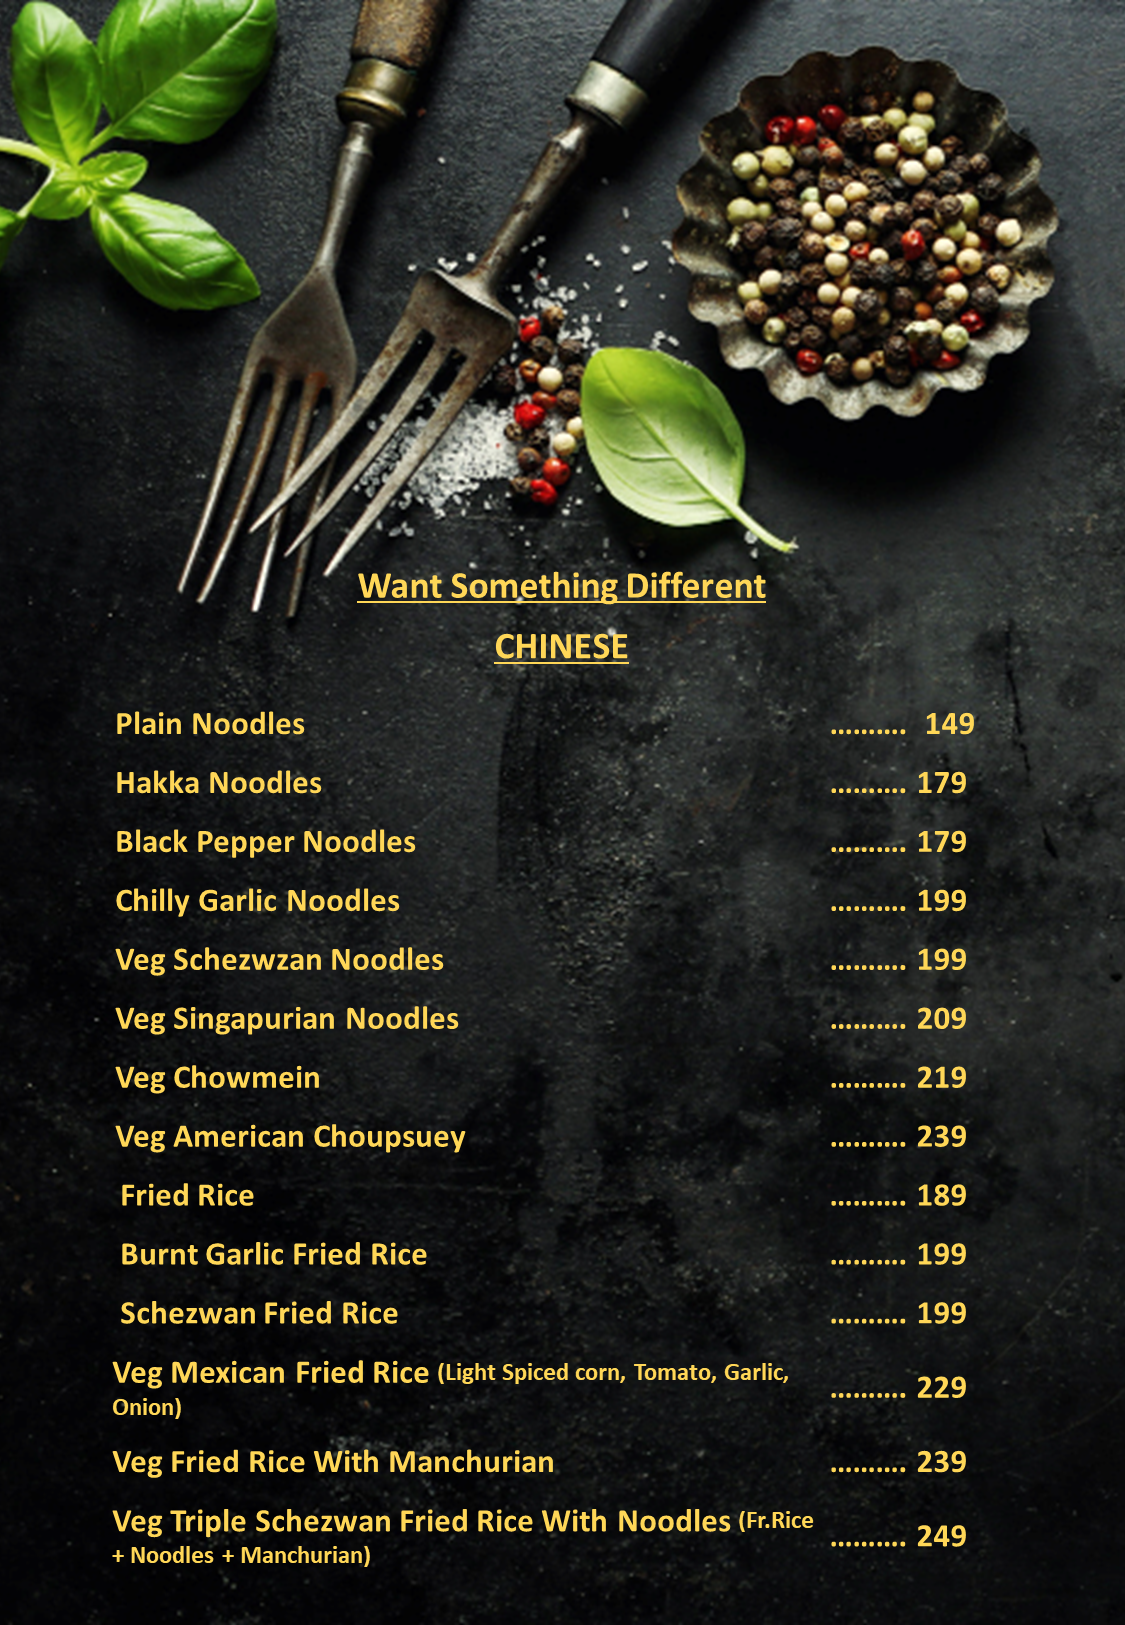 Want Something Different
CHINESE
Plain Noodles ………. 149
Hakka Noodles ………. 179
Black Pepper Noodles ………. 179
Chilly Garlic Noodles ………. 199
Veg Schezwzan Noodles ………. 199
Veg Singapurian Noodles ………. 209
Veg Chowmein ………. 219
Veg American Choupsuey ………. 239
Fried Rice ………. 189
Burnt Garlic Fried Rice ………. 199
Schezwan Fried Rice ………. 199
Veg Mexican Fried Rice (Light Spiced corn, Tomato, Garlic,
Onion) ………. 229
Veg Fried Rice With Manchurian ………. 239
Veg Triple Schezwan Fried Rice With Noodles (Fr.Rice
+ Noodles + Manchurian) ………. 249